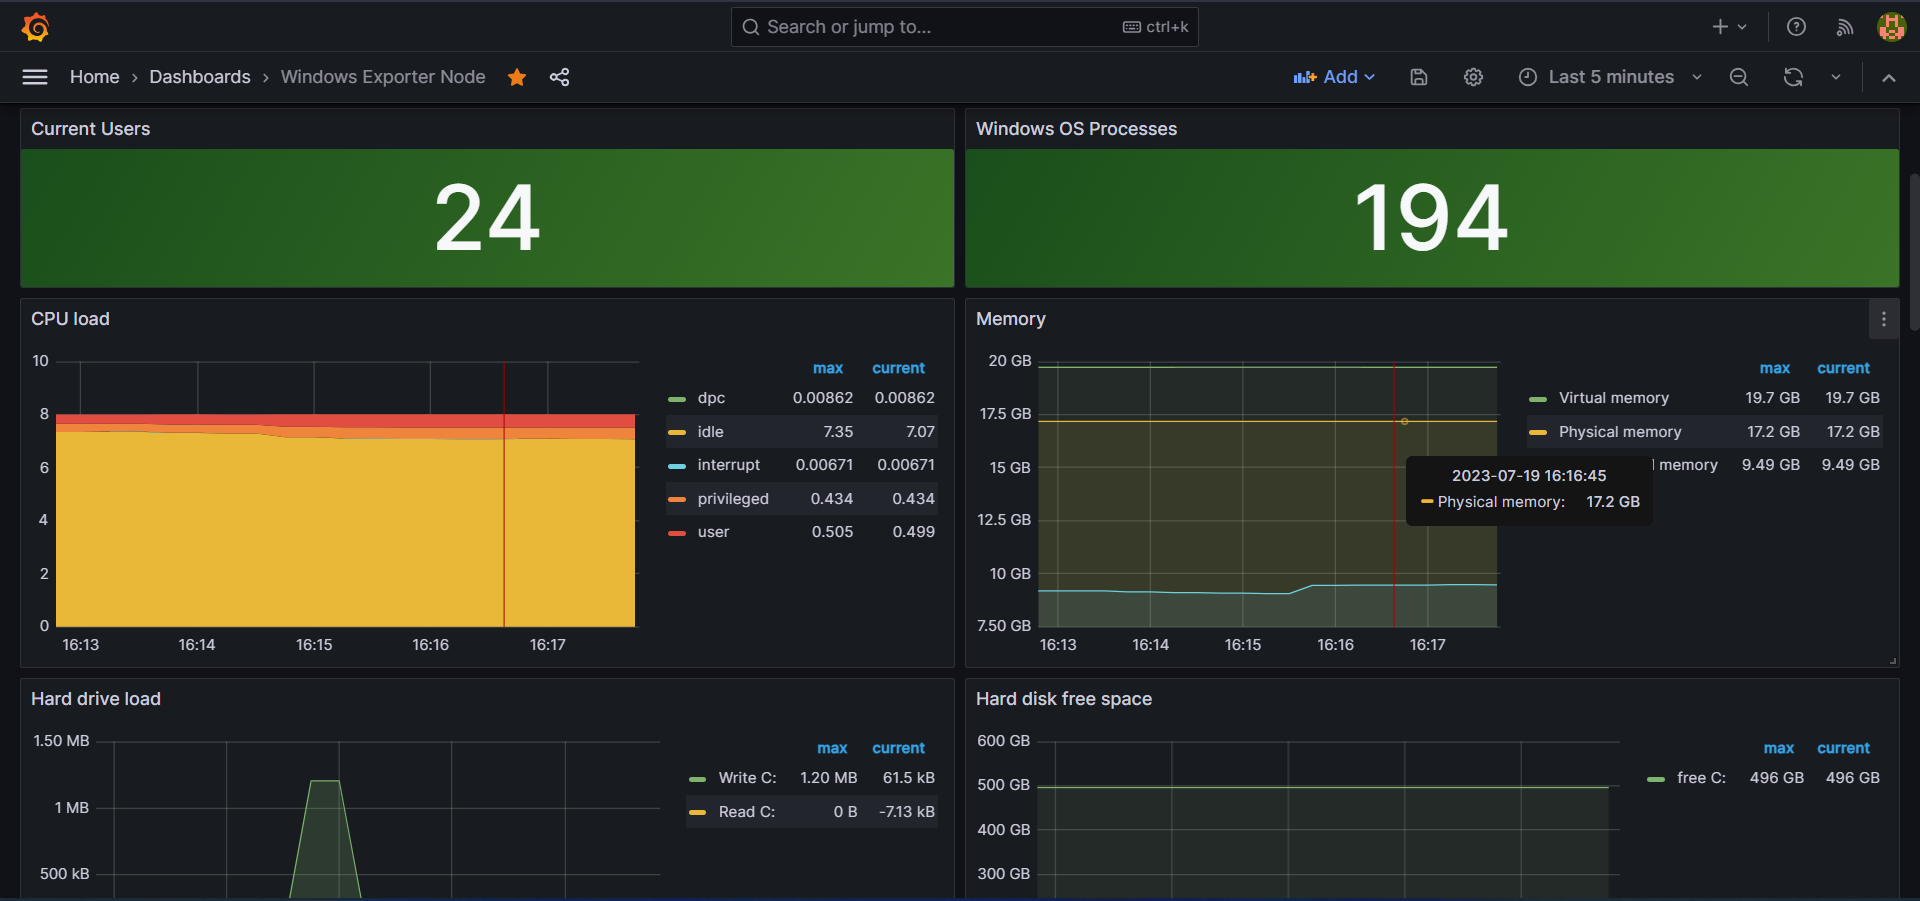 Search or jump to... ctrl+k
Home › Dashboards › Windows Exporter Node Add Last 5 minutes
Current Users
24
Windows OS Processes
194
CPU load
10
8
6
4
2
0
16:13 16:14 16:15 16:16 16:17
max current
dpc 0.00862 0.00862
idle 7.35 7.07
interrupt 0.00671 0.00671
privileged 0.434 0.434
user 0.505 0.499
Memory
20 GB
17.5 GB
15 GB
12.5 GB
10 GB
7.50 GB
16:13 16:14 16:15 16:16 16:17
max current
Virtual memory 19.7 GB 19.7 GB
Physical memory 17.2 GB 17.2 GB
memory 9.49 GB 9.49 GB
2023-07-19 16:16:45
Physical memory: 17.2 GB
Hard drive load
1.50 MB
1 MB
500 kB
max current
Write C: 1.20 MB 61.5 kB
Read C: 0 B -7.13 kB
Hard disk free space
600 GB
500 GB
400 GB
300 GB
max current
free C: 496 GB 496 GB